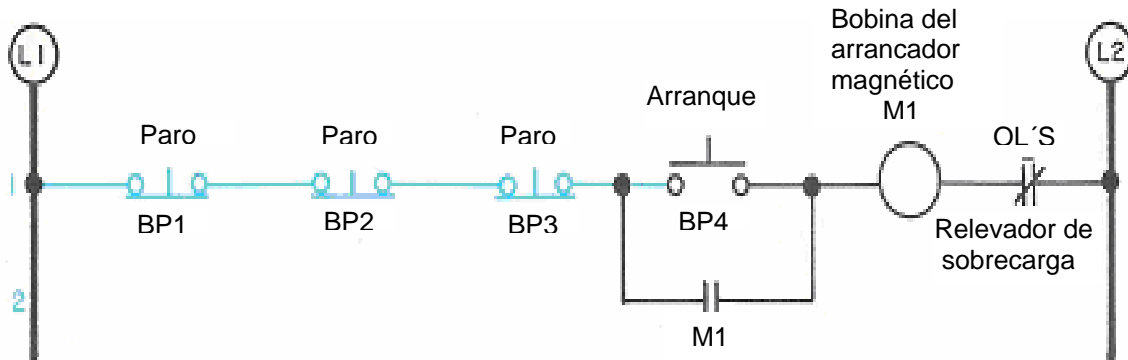 Bobina del
arrancador
magnético
M1
L1
L2
Arranque
OL´S
Paro
Paro
Paro
1
BP1
BP2
BP3
BP4
Relevador de
sobrecarga
2
M1